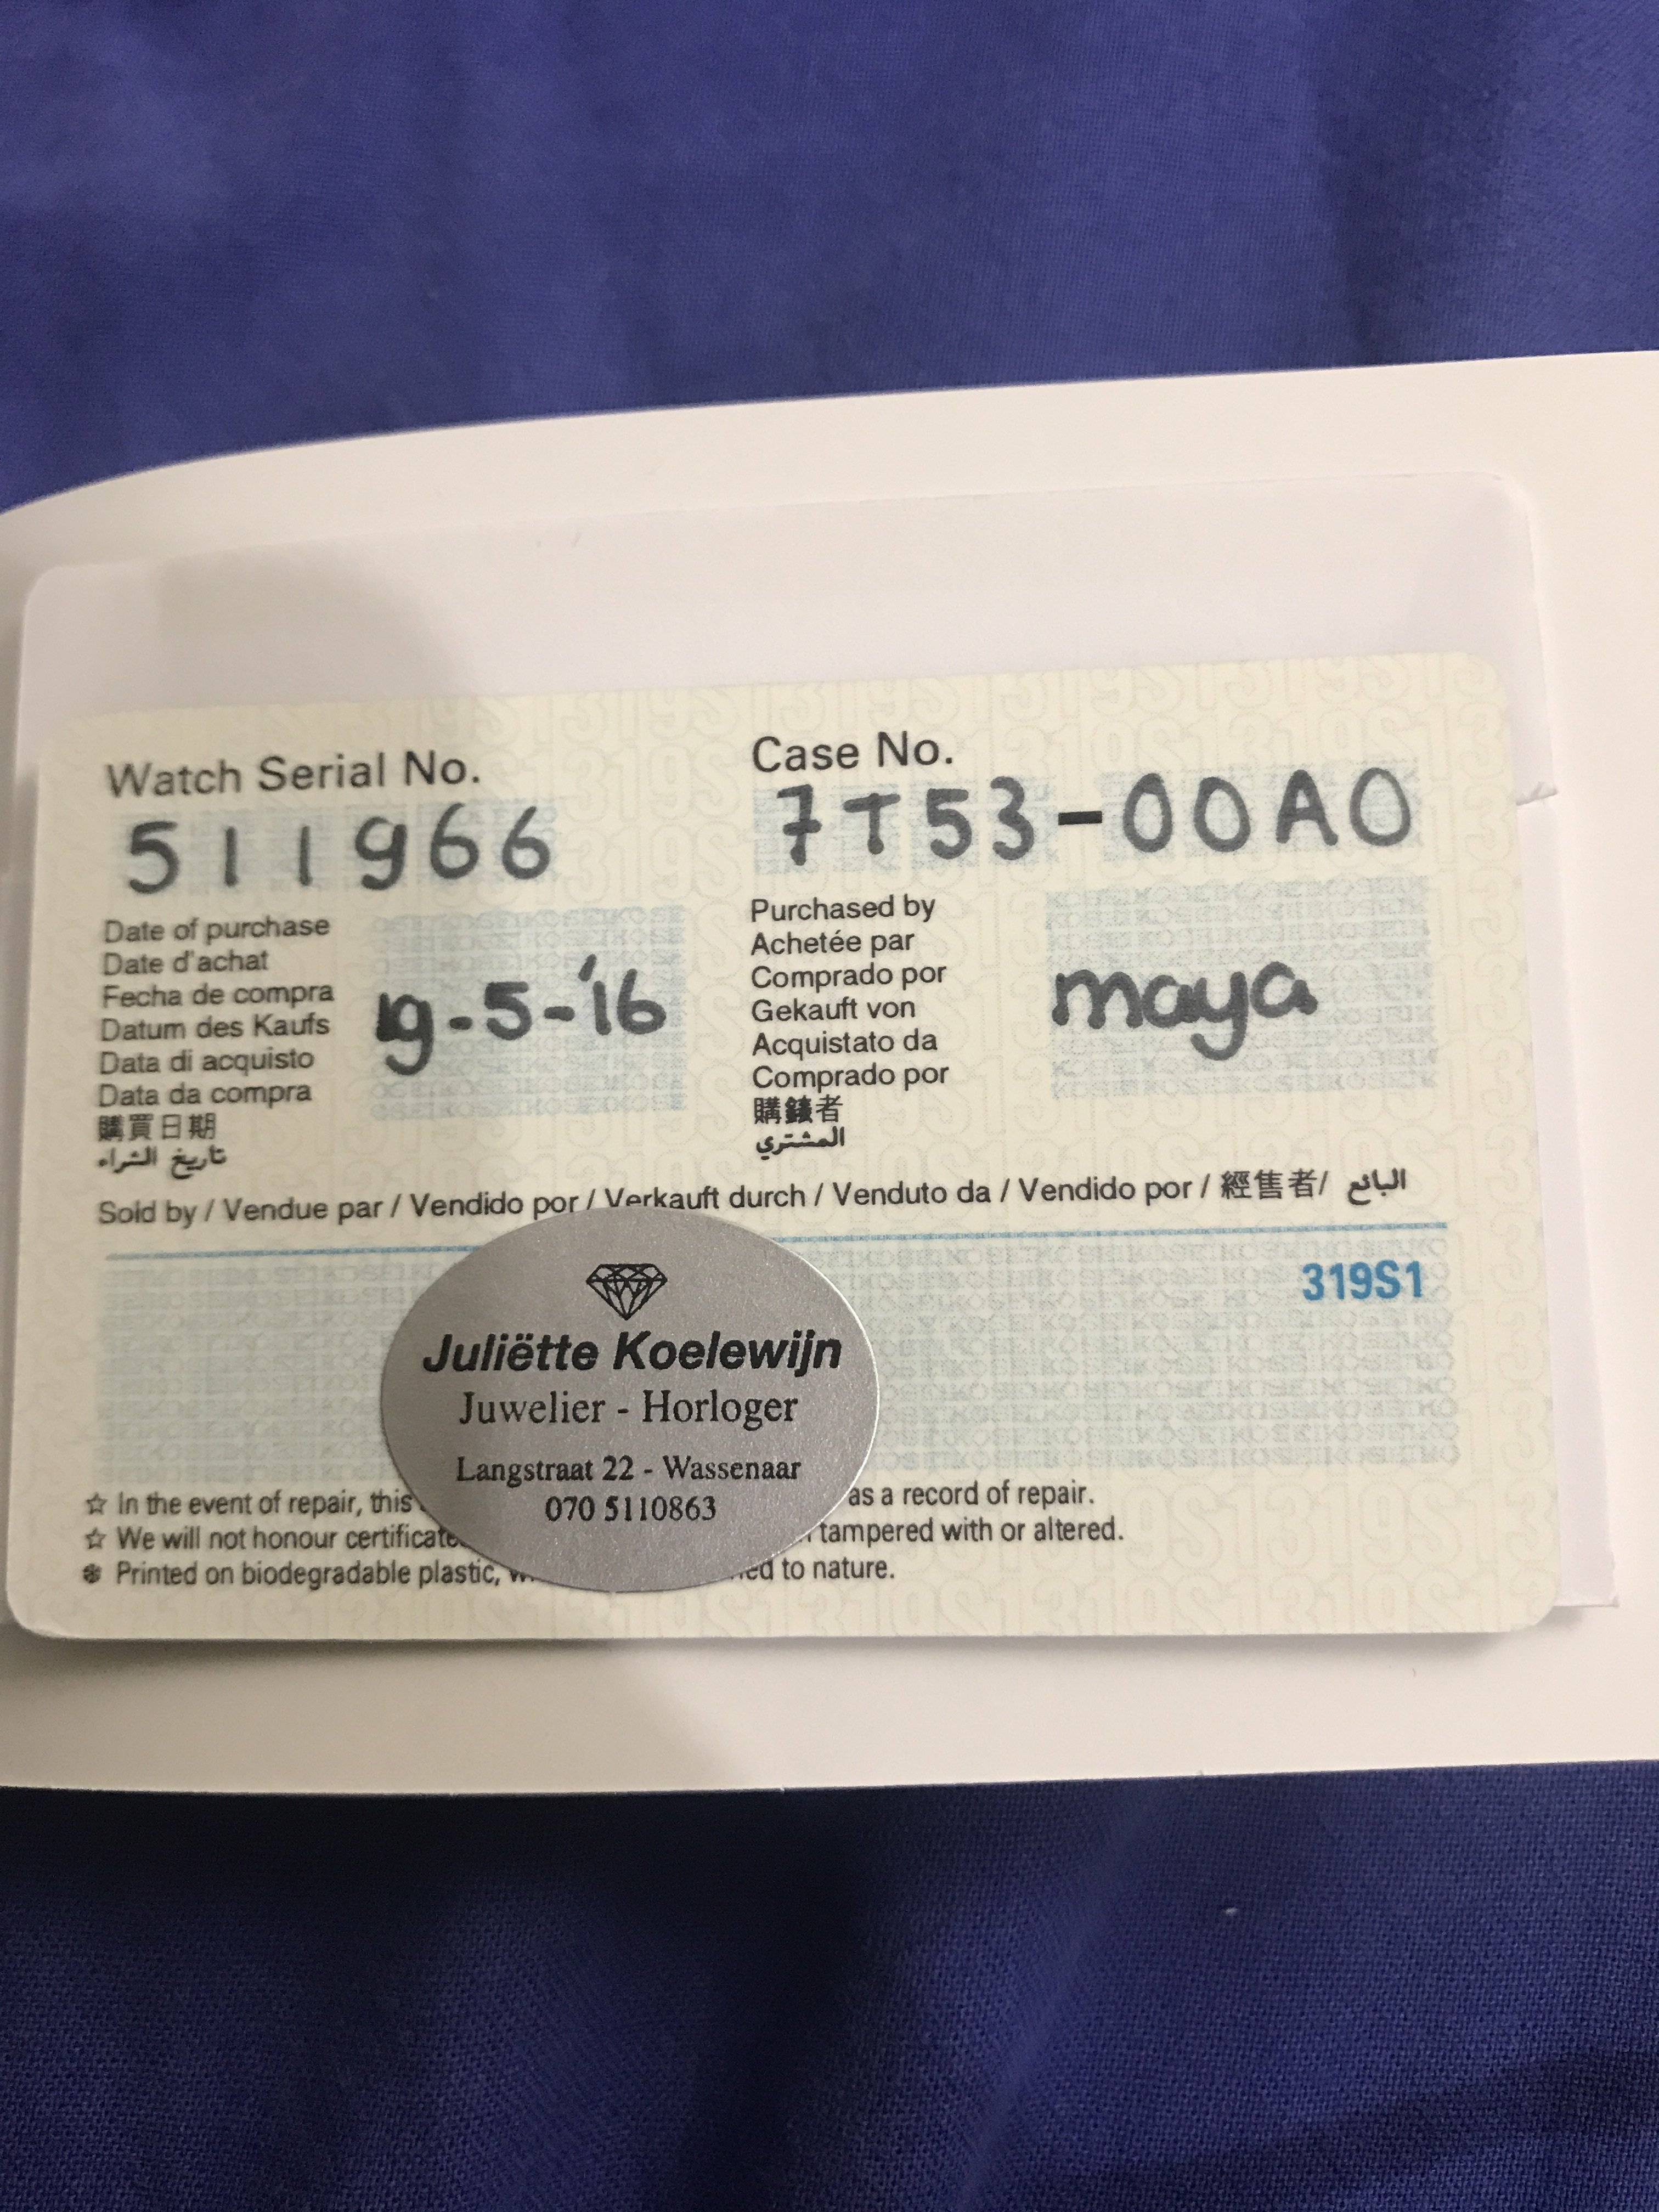 Watch Serial No.
511966
Case No.
7T53-00A0
Date of purchase
Date d'achat
Fecha de compra
Datum des Kaufs
Data di acquisto
Data da compra
購買日期
تاريخ الشراء
19-5-'16
Purchased by
Achetée par
Comprado por
Gekauft von
Acquistato da
Comprado por
購者
المشتري
maya
Sold by / Vendue par / Vendido por / Verkauft durch / Venduto da / Vendido por / 經售者/ البائع
319S1
Juliëtte Koelewijn
Juwelier - Horloger
Langstraat 22 - Wassenaar
070 5110863
☆ In the event of repair, this as a record of repair.
☆ We will not honour tampered with or altered.
❃ Printed on biodegradable plastic, to nature.